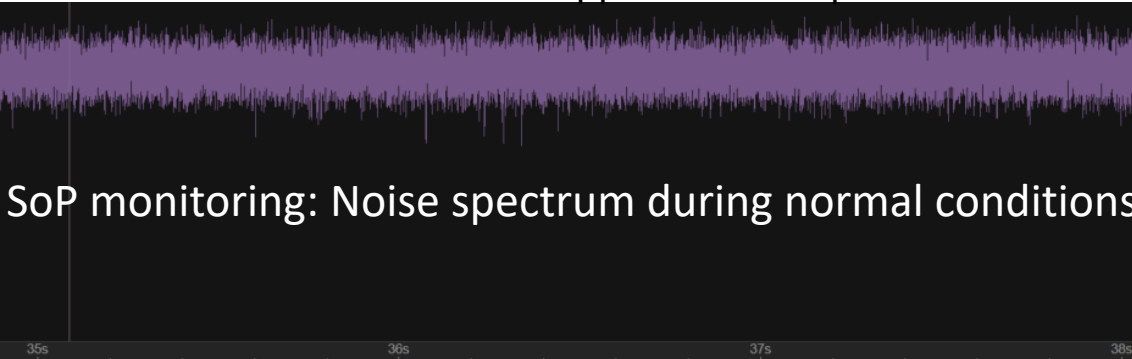 SoP monitoring: Noise spectrum during normal conditions
35s 36s 37s 38s